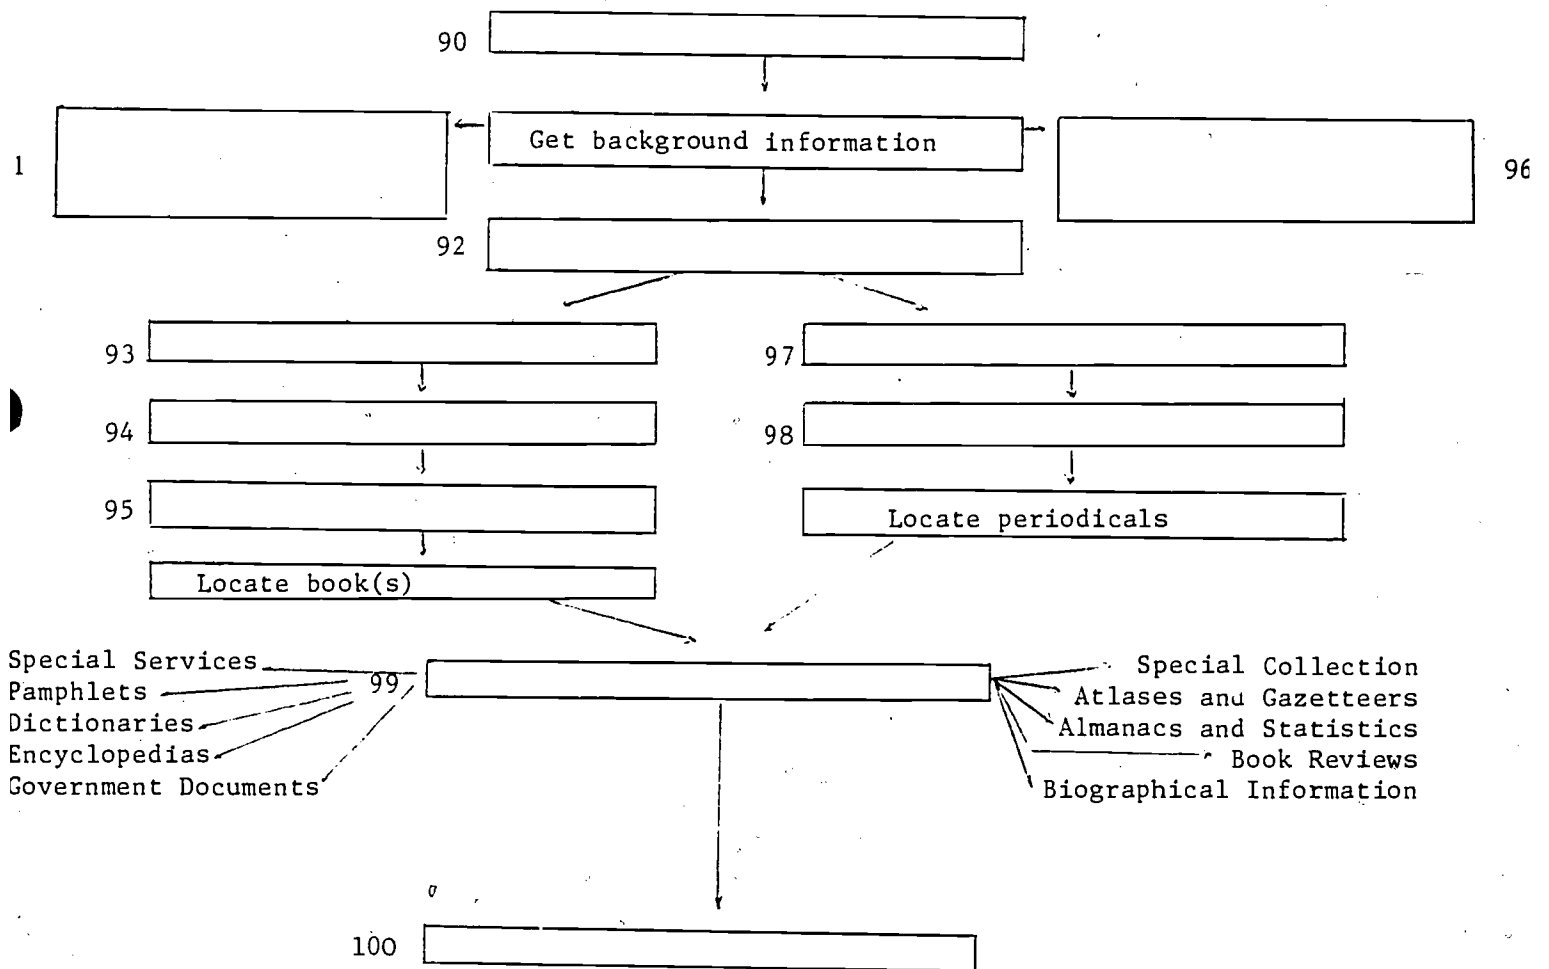 90
Get background information
1
96
92
93
97
94
98
95
Locate periodicals
Locate book(s)
Special Services
Pamphlets
Dictionaries
Encyclopedias
Government Documents
99
Special Collection
Atlases and Gazetteers
Almanacs and Statistics
Book Reviews
Biographical Information
100